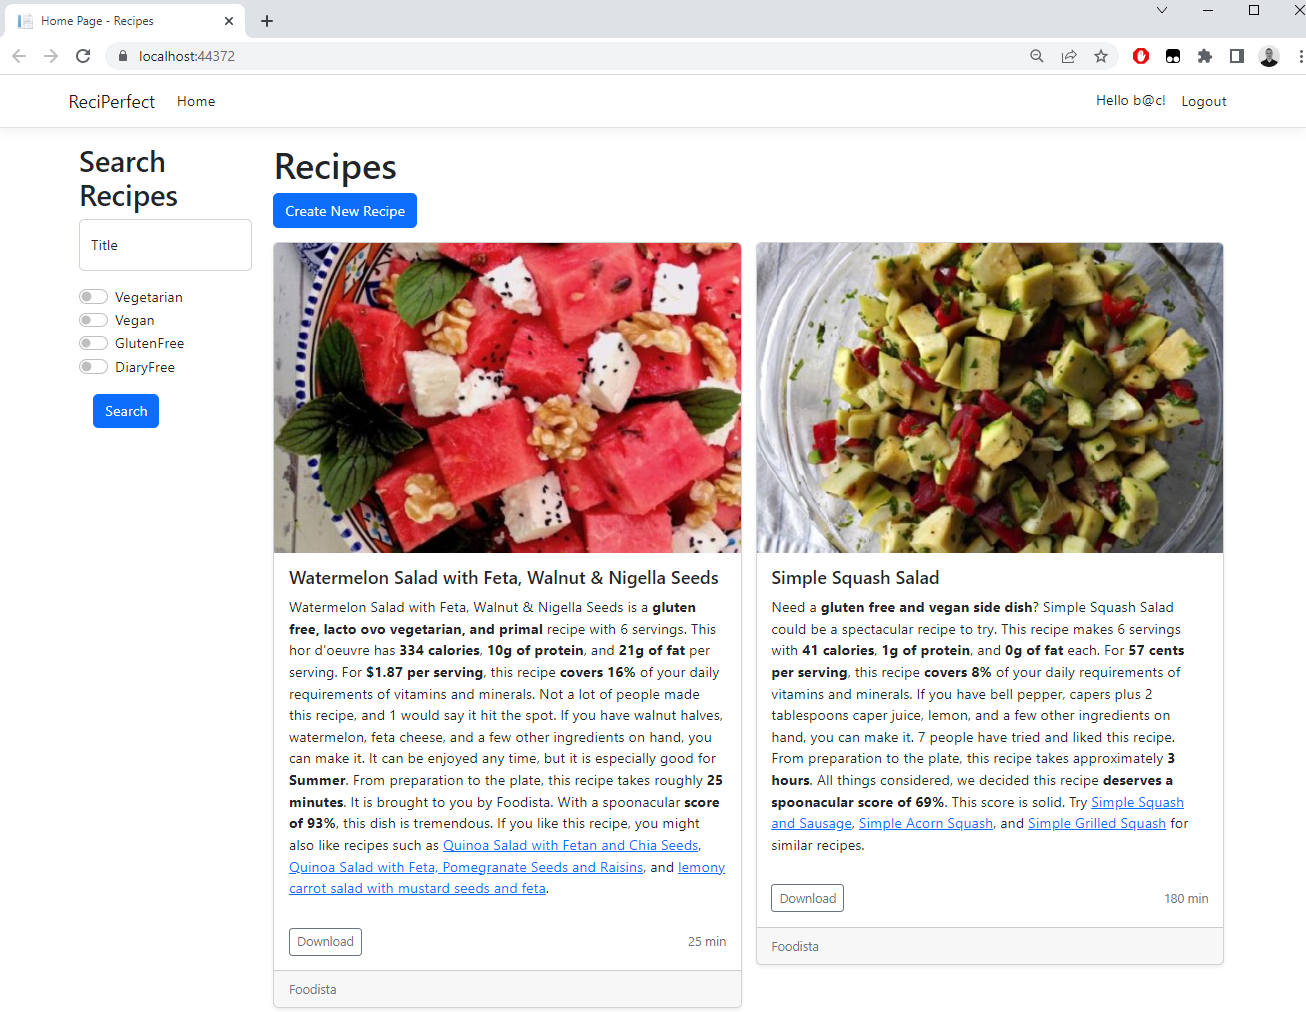 Home Page - Recipes
localhost:44372
ReciPerfect Home Hello b@c! Logout
Search
Recipes
Title
Vegetarian
Vegan
GlutenFree
DiaryFree
Search
Recipes
Create New Recipe
Watermelon Salad with Feta, Walnut & Nigella Seeds
Watermelon Salad with Feta, Walnut & Nigella Seeds is a gluten
free, lacto ovo vegetarian, and primal recipe with 6 servings. This
hor d'oeuvre has 334 calories, 10g of protein, and 21g of fat per
serving. For $1.87 per serving, this recipe covers 16% of your daily
requirements of vitamins and minerals. Not a lot of people made
this recipe, and 1 would say it hit the spot. If you have walnut halves,
watermelon, feta cheese, and a few other ingredients on hand, you
can make it. It can be enjoyed any time, but it is especially good for
Summer. From preparation to the plate, this recipe takes roughly 25
minutes. It is brought to you by Foodista. With a spoonacular score
of 93%, this dish is tremendous. If you like this recipe, you might
also like recipes such as Quinoa Salad with Fetan and Chia Seeds,
Quinoa Salad with Feta, Pomegranate Seeds and Raisins, and lemony
carrot salad with mustard seeds and feta.
Download 25 min
Foodista
Simple Squash Salad
Need a gluten free and vegan side dish? Simple Squash Salad
could be a spectacular recipe to try. This recipe makes 6 servings
with 41 calories, 1g of protein, and 0g of fat each. For 57 cents
per serving, this recipe covers 8% of your daily requirements of
vitamins and minerals. If you have bell pepper, capers plus 2
tablespoons caper juice, lemon, and a few other ingredients on
hand, you can make it. 7 people have tried and liked this recipe.
From preparation to the plate, this recipe takes approximately 3
hours. All things considered, we decided this recipe deserves a
spoonacular score of 69%. This score is solid. Try Simple Squash
and Sausage, Simple Acorn Squash, and Simple Grilled Squash for
similar recipes.
Download 180 min
Foodista